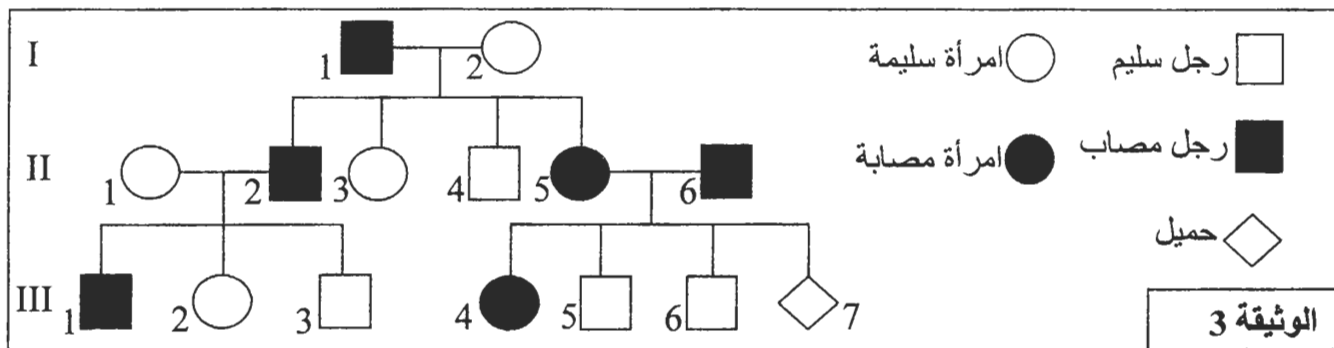 I
1 2
رجل سليم امرأة سليمة
II
1 2 3 4 5 6
رجل مصاب امرأة مصابة
حميل
III
1 2 3 4 5 6 7
الوثيقة 3